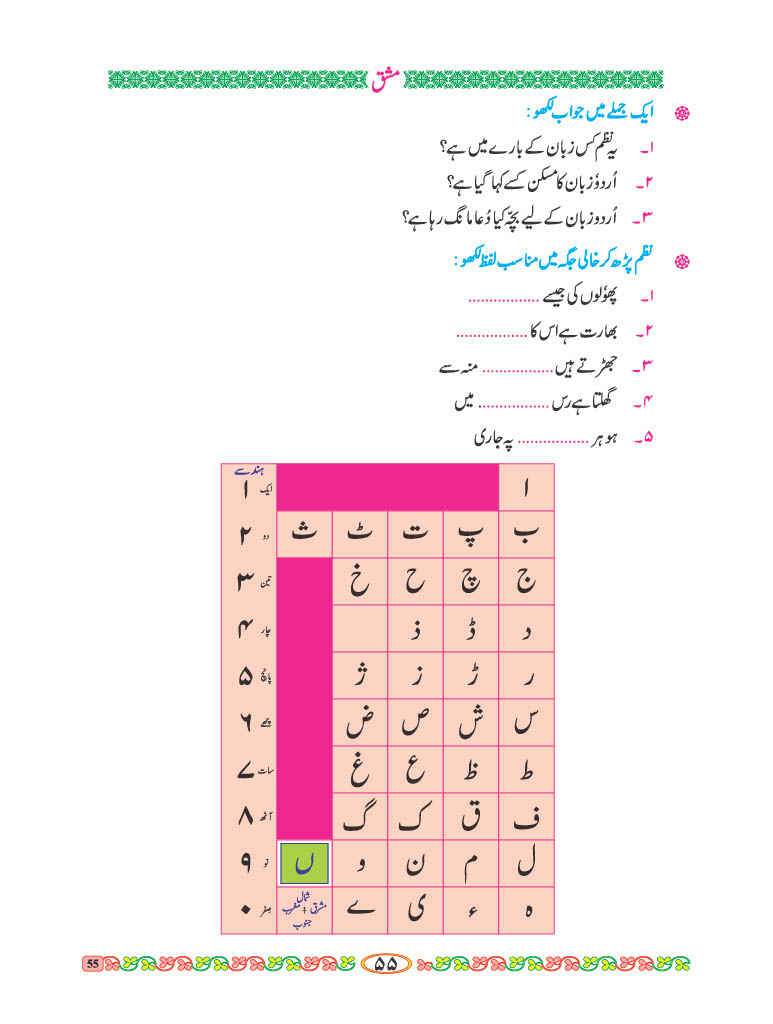 مشق
ایک جملے میں جواب لکھو :
۱۔ یہ نظم کس زبان کے بارے میں ہے؟
۲۔ اُردوٗ زبان کا مسکن کسے کہا گیا ہے؟
۳۔ اُردو زبان کے لیے بچّہ کیا دُعا مانگ رہا ہے؟
نظم پڑھ کر خالی جگہ میں مناسب لفظ لکھو :
۱۔ پھوٗلوں کی جیسے .................
۲۔ بھارت ہے اس کا .................
۳۔ جھڑتے ہیں ................. منہ سے
۴۔ گھلتا ہے رس ................. میں
۵۔ ہو ہر ................. پہ جاری
ہندسے
ا ایک ۱
ب پ ت ٹ ث دو ۲
ج چ ح خ تین ۳
د ڈ ذ چار ۴
ر ڑ ز ژ پانچ ۵
س ش ص ض چھے ۶
ط ظ ع غ سات ۷
ف ق ک گ آٹھ ۸
ل م ن و ں نو ۹
ہ ء ی ے شمال مشرق + مغرب جنوب صفر ۰
55 ۵۵